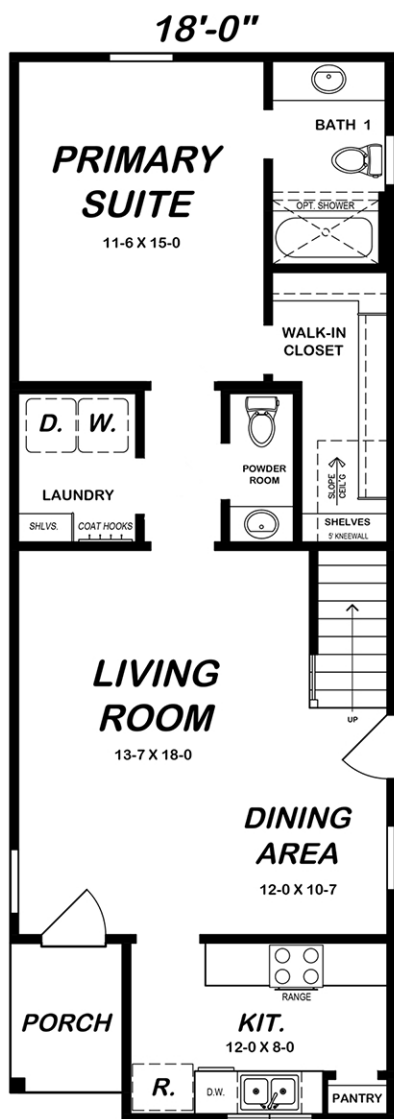 18'-0"
PRIMARY
SUITE
11-6 X 15-0
BATH 1
OPT. SHOWER
WALK-IN
CLOSET
D.
W.
LAUNDRY
SHLVS.
COAT HOOKS
POWDER
ROOM
SLOPE
CEIL'G
SHELVES
5' KNEEWALL
LIVING
ROOM
13-7 X 18-0
UP
DINING
AREA
12-0 X 10-7
PORCH
RANGE
KIT.
12-0 X 8-0
R.
D.W.
PANTRY